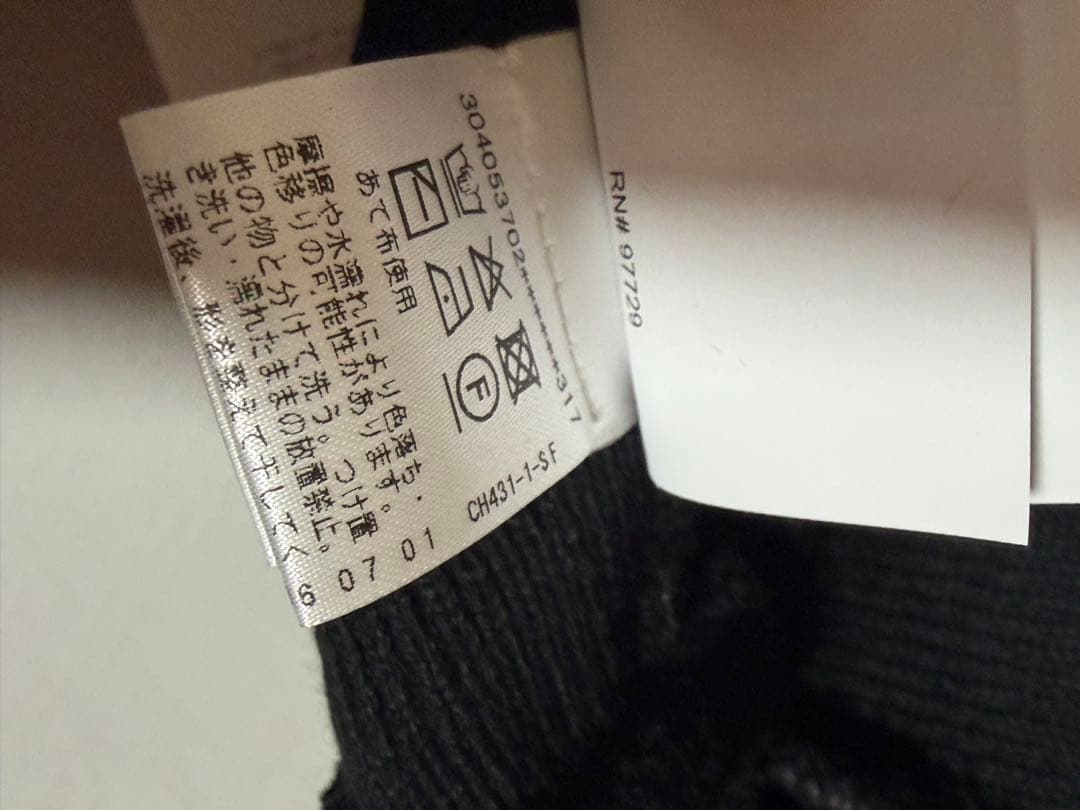 304053702******317
あて布使用
摩擦や水濡れにより色落ち・
色移りの可能性があります。
他の物と分けて洗う。つけ置
き洗い・濡れたままの放置禁止。
洗濯後、形を整えて干してく
CH431-1-SF
6 07 01
RN# 97729
F